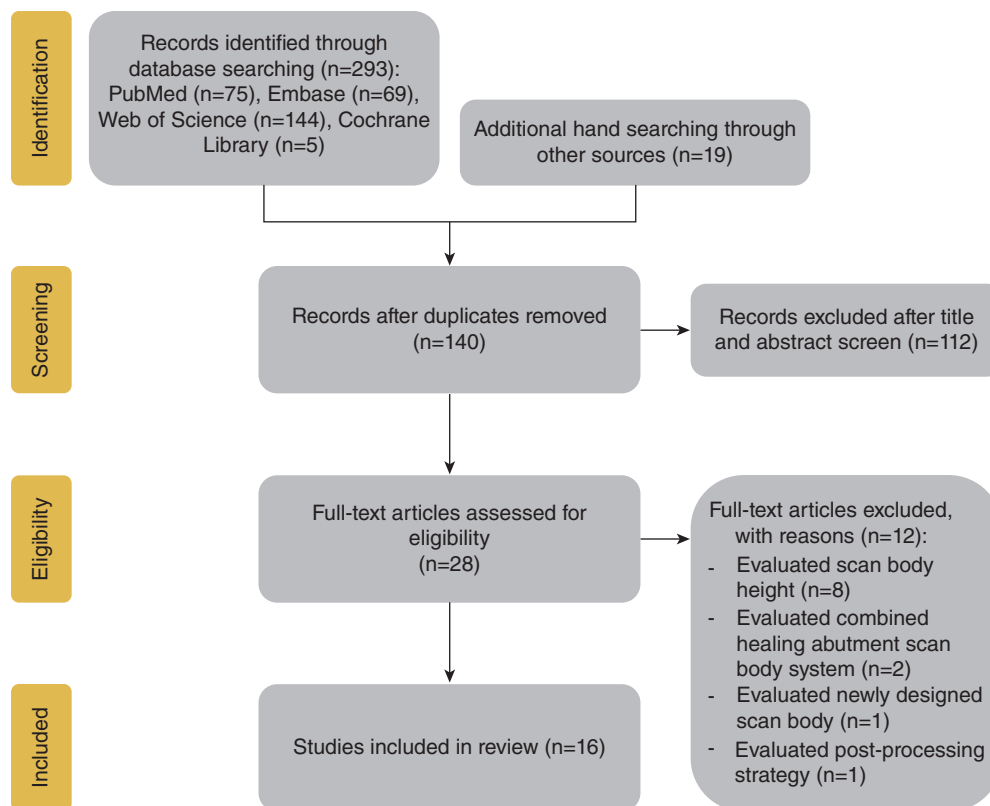 Identification
Records identified through
database searching (n=293):
PubMed (n=75), Embase (n=69),
Web of Science (n=144), Cochrane
Library (n=5)
Additional hand searching through
other sources (n=19)
Screening
Records after duplicates removed
(n=140)
Records excluded after title
and abstract screen (n=112)
Eligibility
Full-text articles assessed for
eligibility
(n=28)
Full-text articles excluded,
with reasons (n=12):
- Evaluated scan body
height (n=8)
- Evaluated combined
healing abutment scan
body system (n=2)
- Evaluated newly designed
scan body (n=1)
- Evaluated post-processing
strategy (n=1)
Included
Studies included in review (n=16)